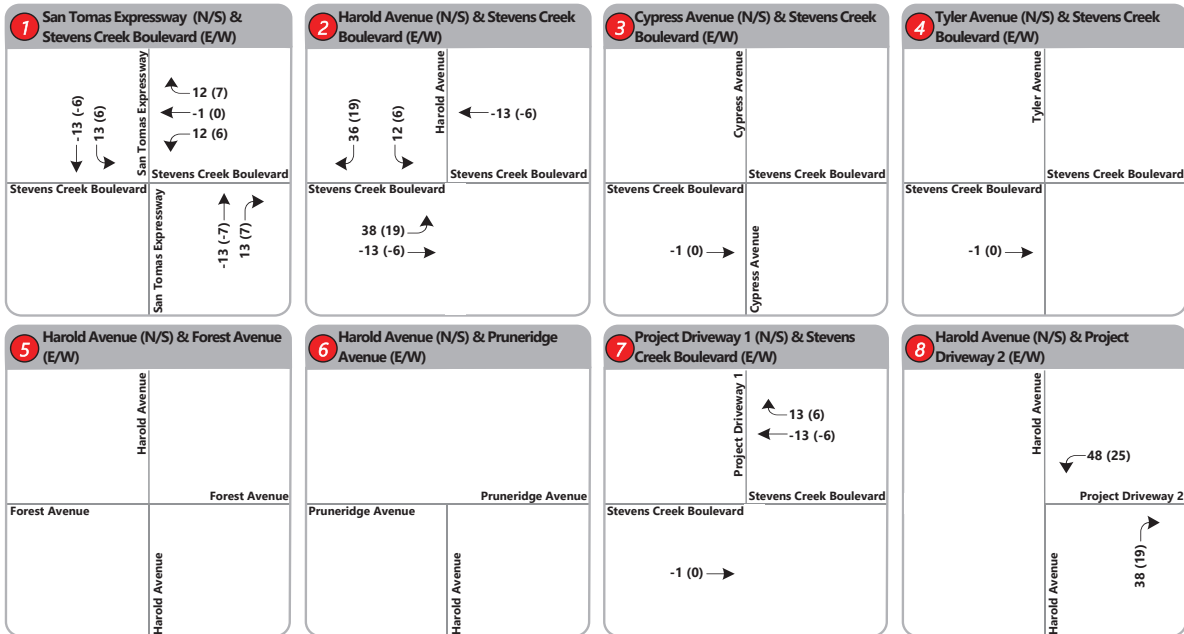 1 San Tomas Expressway (N/S) &
Stevens Creek Boulevard (E/W)
San Tomas Expressway
-13 (-6)
13 (6)
12 (7)
-1 (0)
12 (6)
Stevens Creek Boulevard
Stevens Creek Boulevard
San Tomas Expressway
-13 (-7)
13 (7)
2 Harold Avenue (N/S) & Stevens Creek
Boulevard (E/W)
36 (19)
12 (6)
Harold Avenue
-13 (-6)
Stevens Creek Boulevard
Stevens Creek Boulevard
38 (19)
-13 (-6)
3 Cypress Avenue (N/S) & Stevens Creek
Boulevard (E/W)
Cypress Avenue
Stevens Creek Boulevard
Stevens Creek Boulevard
-1 (0)
Cypress Avenue
4 Tyler Avenue (N/S) & Stevens Creek
Boulevard (E/W)
Tyler Avenue
Stevens Creek Boulevard
Stevens Creek Boulevard
-1 (0)
5 Harold Avenue (N/S) & Forest Avenue
(E/W)
Harold Avenue
Forest Avenue
Forest Avenue
Harold Avenue
6 Harold Avenue (N/S) & Pruneridge
Avenue (E/W)
Pruneridge Avenue
Pruneridge Avenue
Harold Avenue
7 Project Driveway 1 (N/S) & Stevens
Creek Boulevard (E/W)
Project Driveway 1
13 (6)
-13 (-6)
Stevens Creek Boulevard
Stevens Creek Boulevard
-1 (0)
8 Harold Avenue (N/S) & Project
Driveway 2 (E/W)
Harold Avenue
48 (25)
Project Driveway 2
Harold Avenue
38 (19)